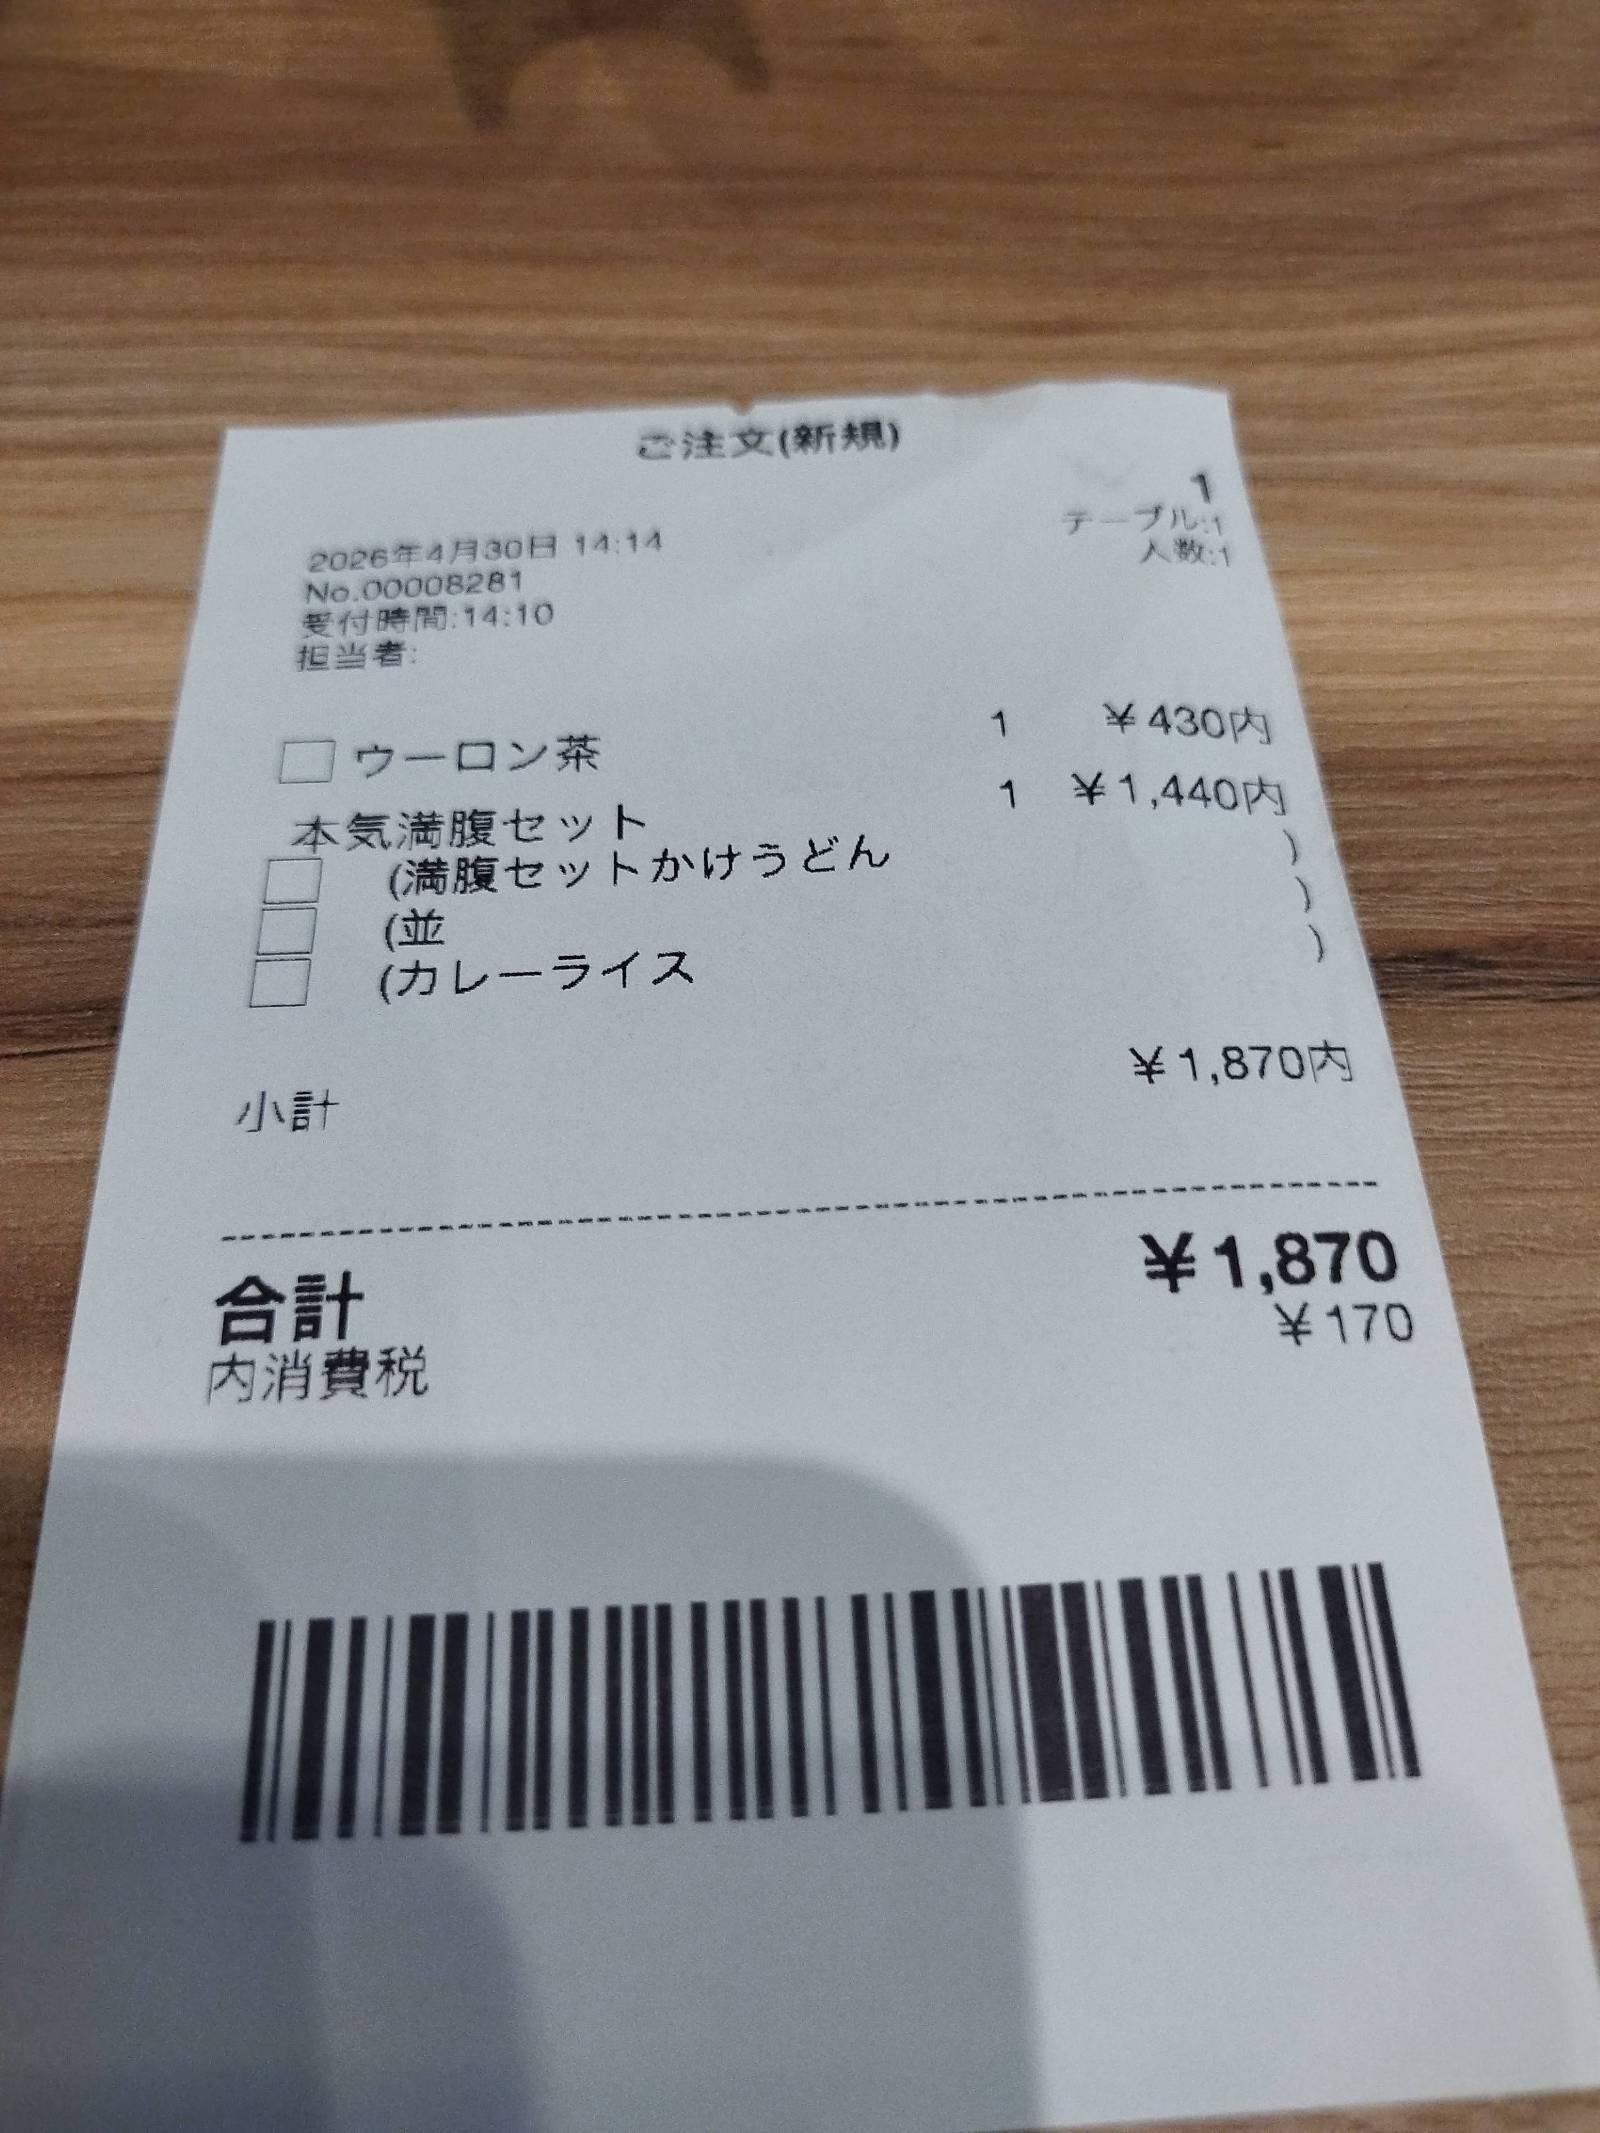 ご注文(新規)
1
テーブル:1
人数:1
2026年4月30日 14:14
No.00008281
受付時間:14:10
担当者:
ウーロン茶 1 ¥430内
本気満腹セット 1 ¥1,440内
(満腹セットかけうどん )
(並 )
(カレーライス )
小計 ¥1,870内
合計 ¥1,870
内消費税 ¥170